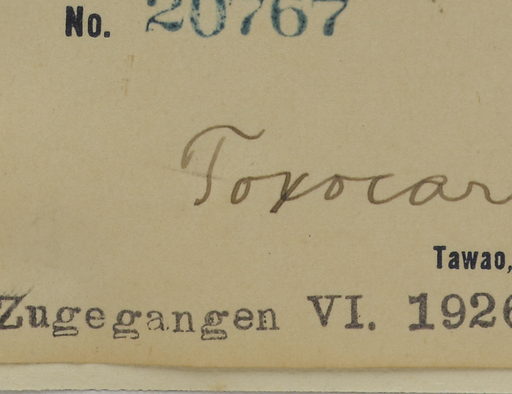 No. 20767
Toxocar
Tawao,
Zugegangen VI. 1926